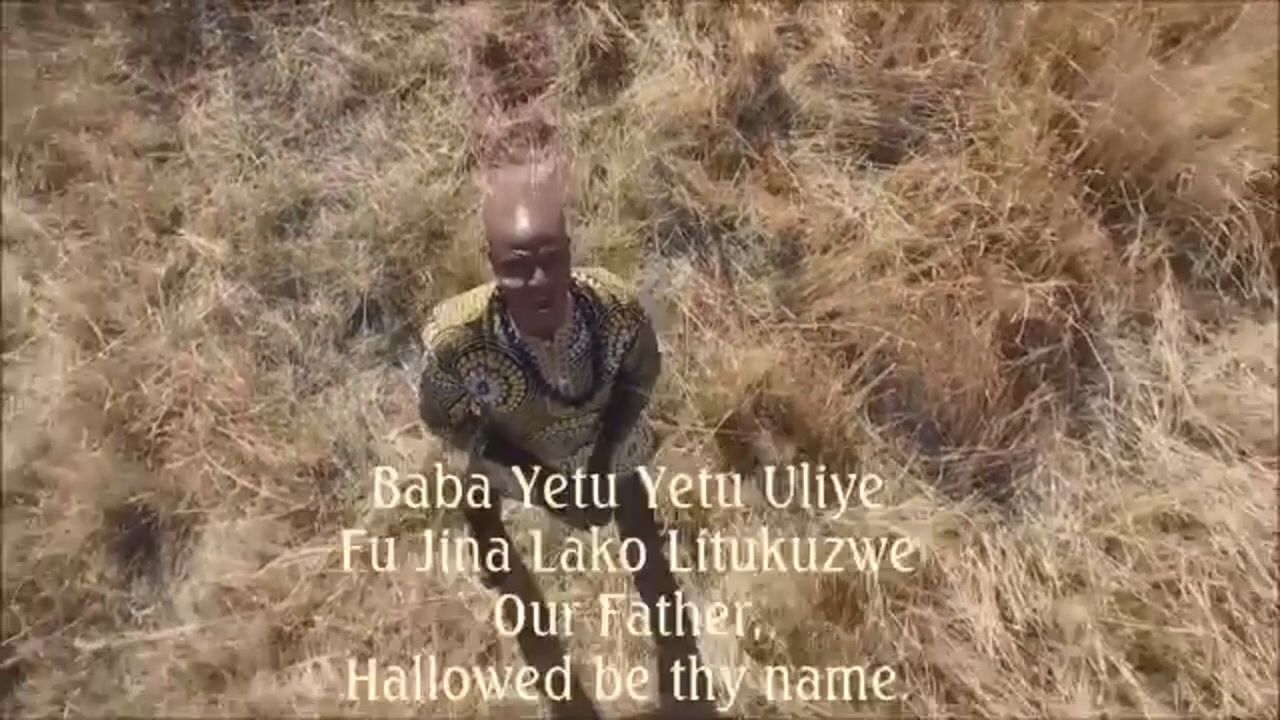 Baba Yetu Yetu Uliye
Fu Jina Lako Litukuzwe
Our Father,
Hallowed be thy name.